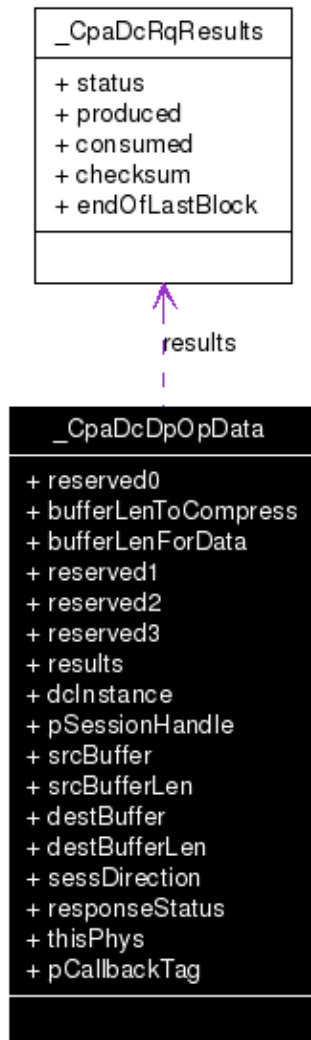 _CpaDcRqResults
+ status
+ produced
+ consumed
+ checksum
+ endOfLastBlock
results
_CpaDcDpOpData
+ reserved0
+ bufferLenToCompress
+ bufferLenForData
+ reserved1
+ reserved2
+ reserved3
+ results
+ dcInstance
+ pSessionHandle
+ srcBuffer
+ srcBufferLen
+ destBuffer
+ destBufferLen
+ sessDirection
+ responseStatus
+ thisPhys
+ pCallbackTag